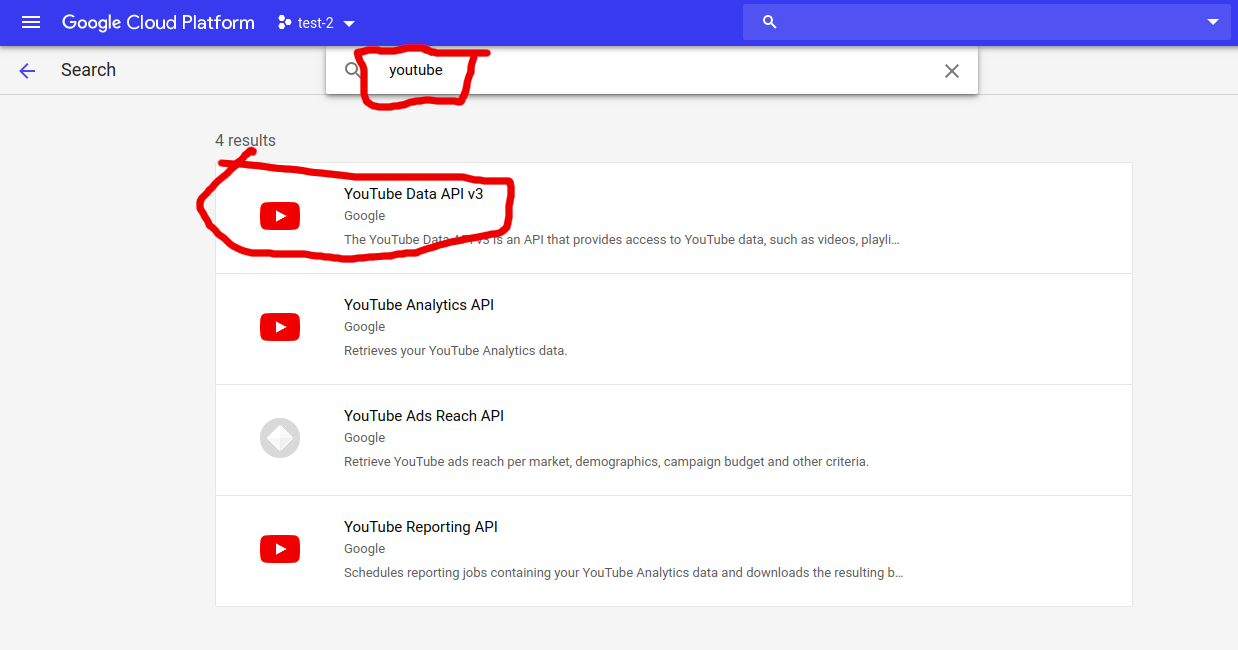 Google Cloud Platform test-2
Search
youtube
4 results
YouTube Data API v3
Google
The YouTube Data API v3 is an API that provides access to YouTube data, such as videos, playli…
YouTube Analytics API
Google
Retrieves your YouTube Analytics data.
YouTube Ads Reach API
Google
Retrieve YouTube ads reach per market, demographics, campaign budget and other criteria.
YouTube Reporting API
Google
Schedules reporting jobs containing your YouTube Analytics data and downloads the resulting b…